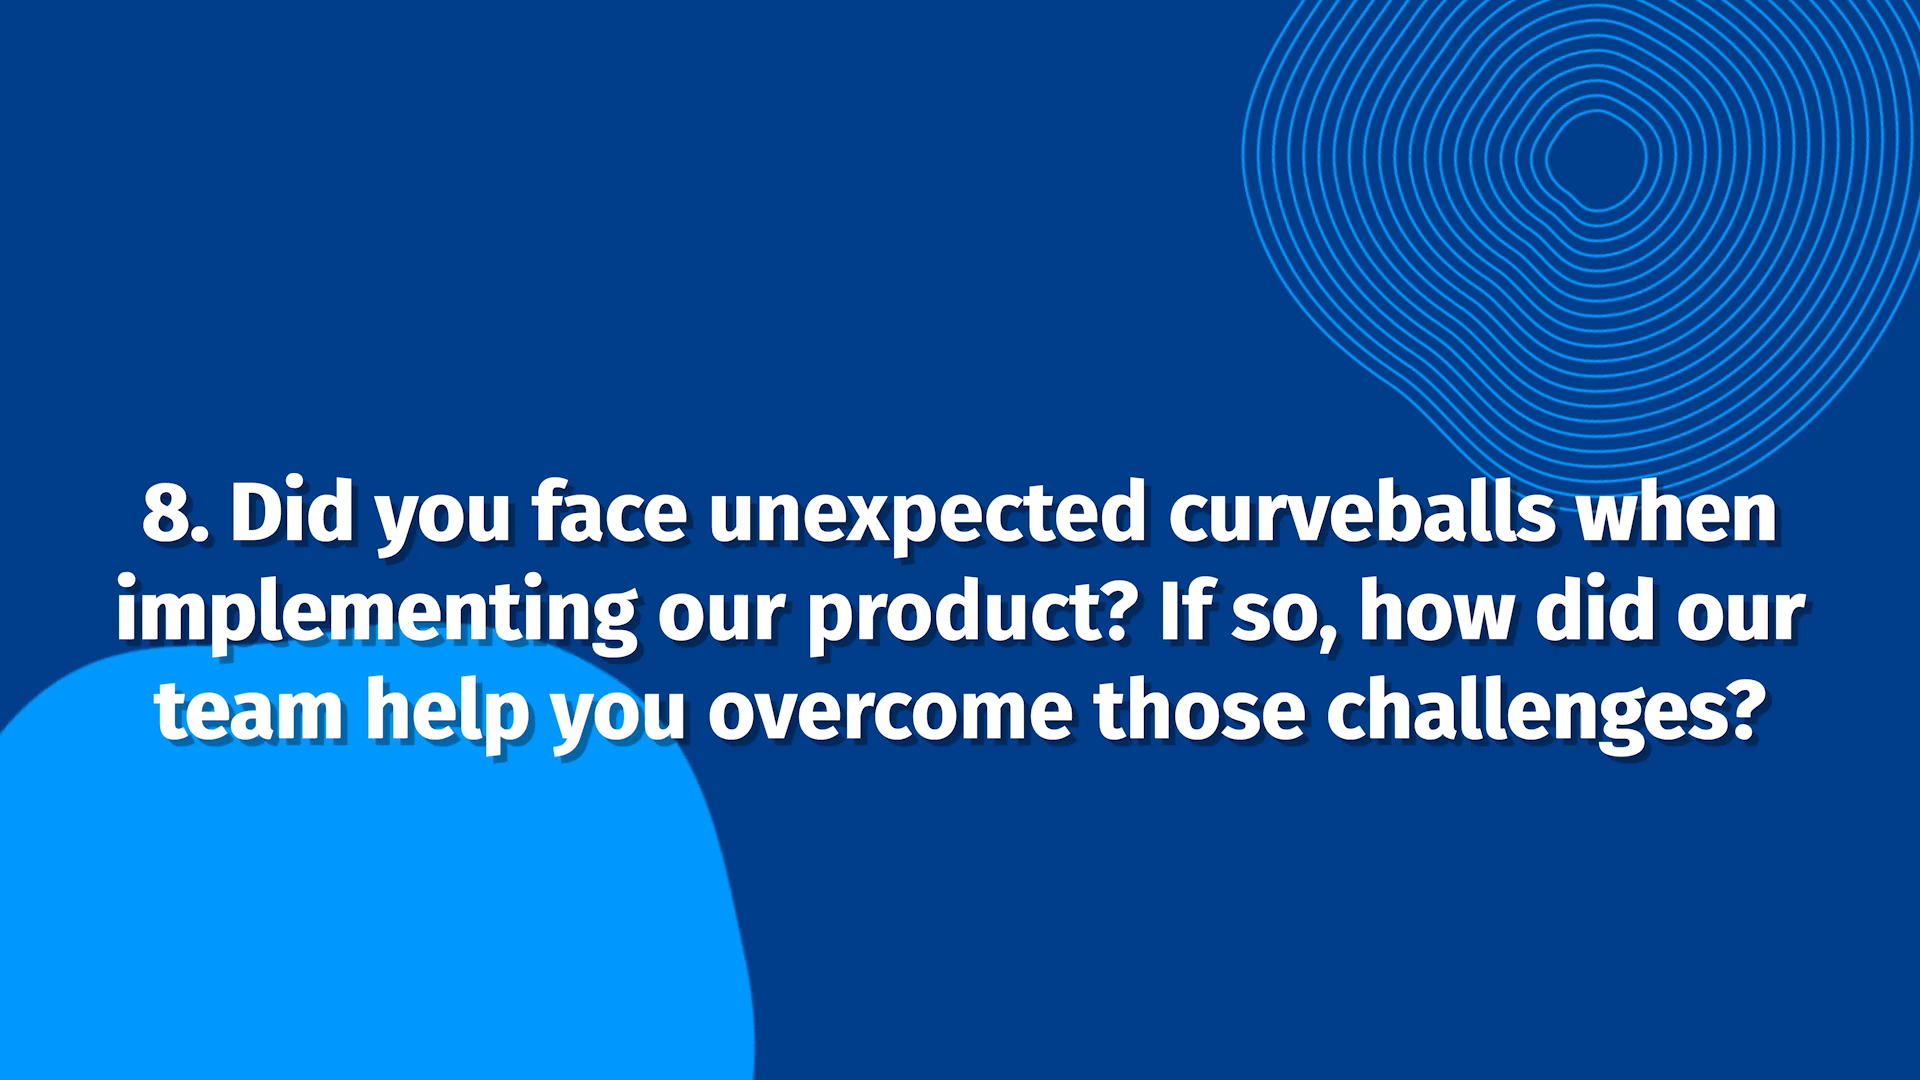 8. Did you face unexpected curveballs when
implementing our product? If so, how did our
team help you overcome those challenges?